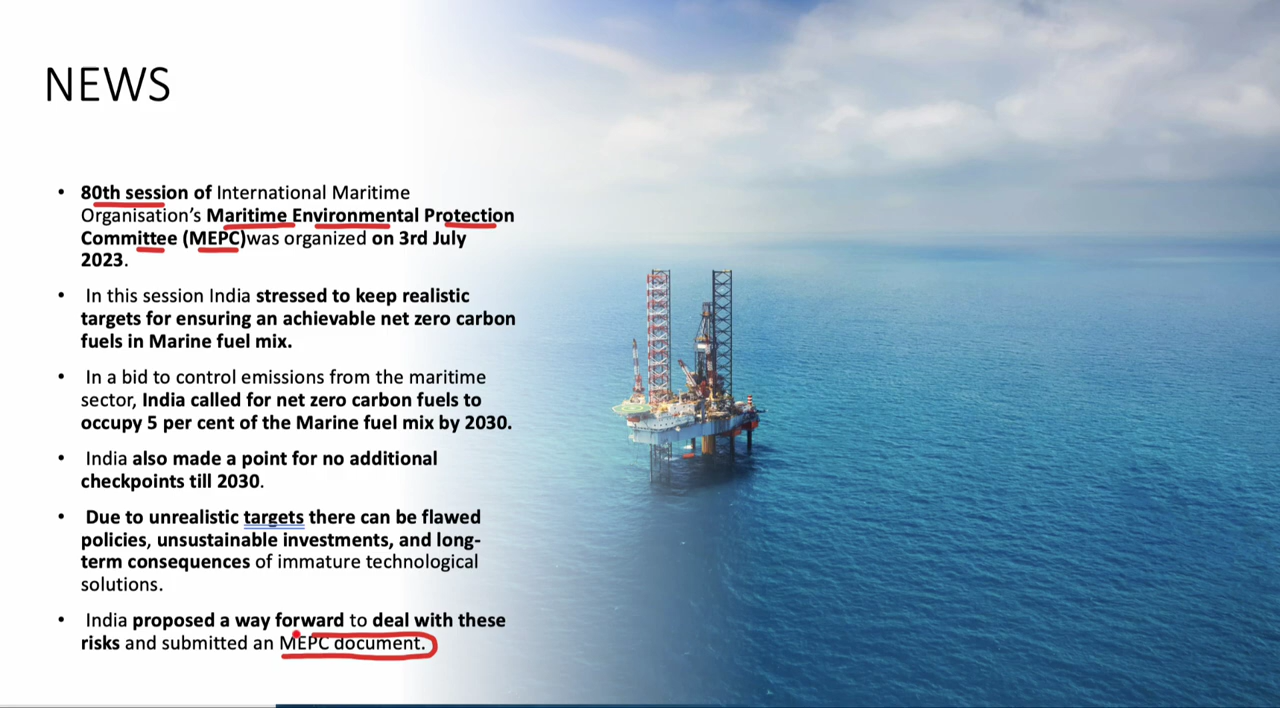 NEWS
• 80th session of International Maritime
Organisation's Maritime Environmental Protection
Committee (MEPC)was organized on 3rd July
2023.
• In this session India stressed to keep realistic
targets for ensuring an achievable net zero carbon
fuels in Marine fuel mix.
• In a bid to control emissions from the maritime
sector, India called for net zero carbon fuels to
occupy 5 per cent of the Marine fuel mix by 2030.
• India also made a point for no additional
checkpoints till 2030.
• Due to unrealistic targets there can be flawed
policies, unsustainable investments, and long-
term consequences of immature technological
solutions.
• India proposed a way forward to deal with these
risks and submitted an MEPC document.